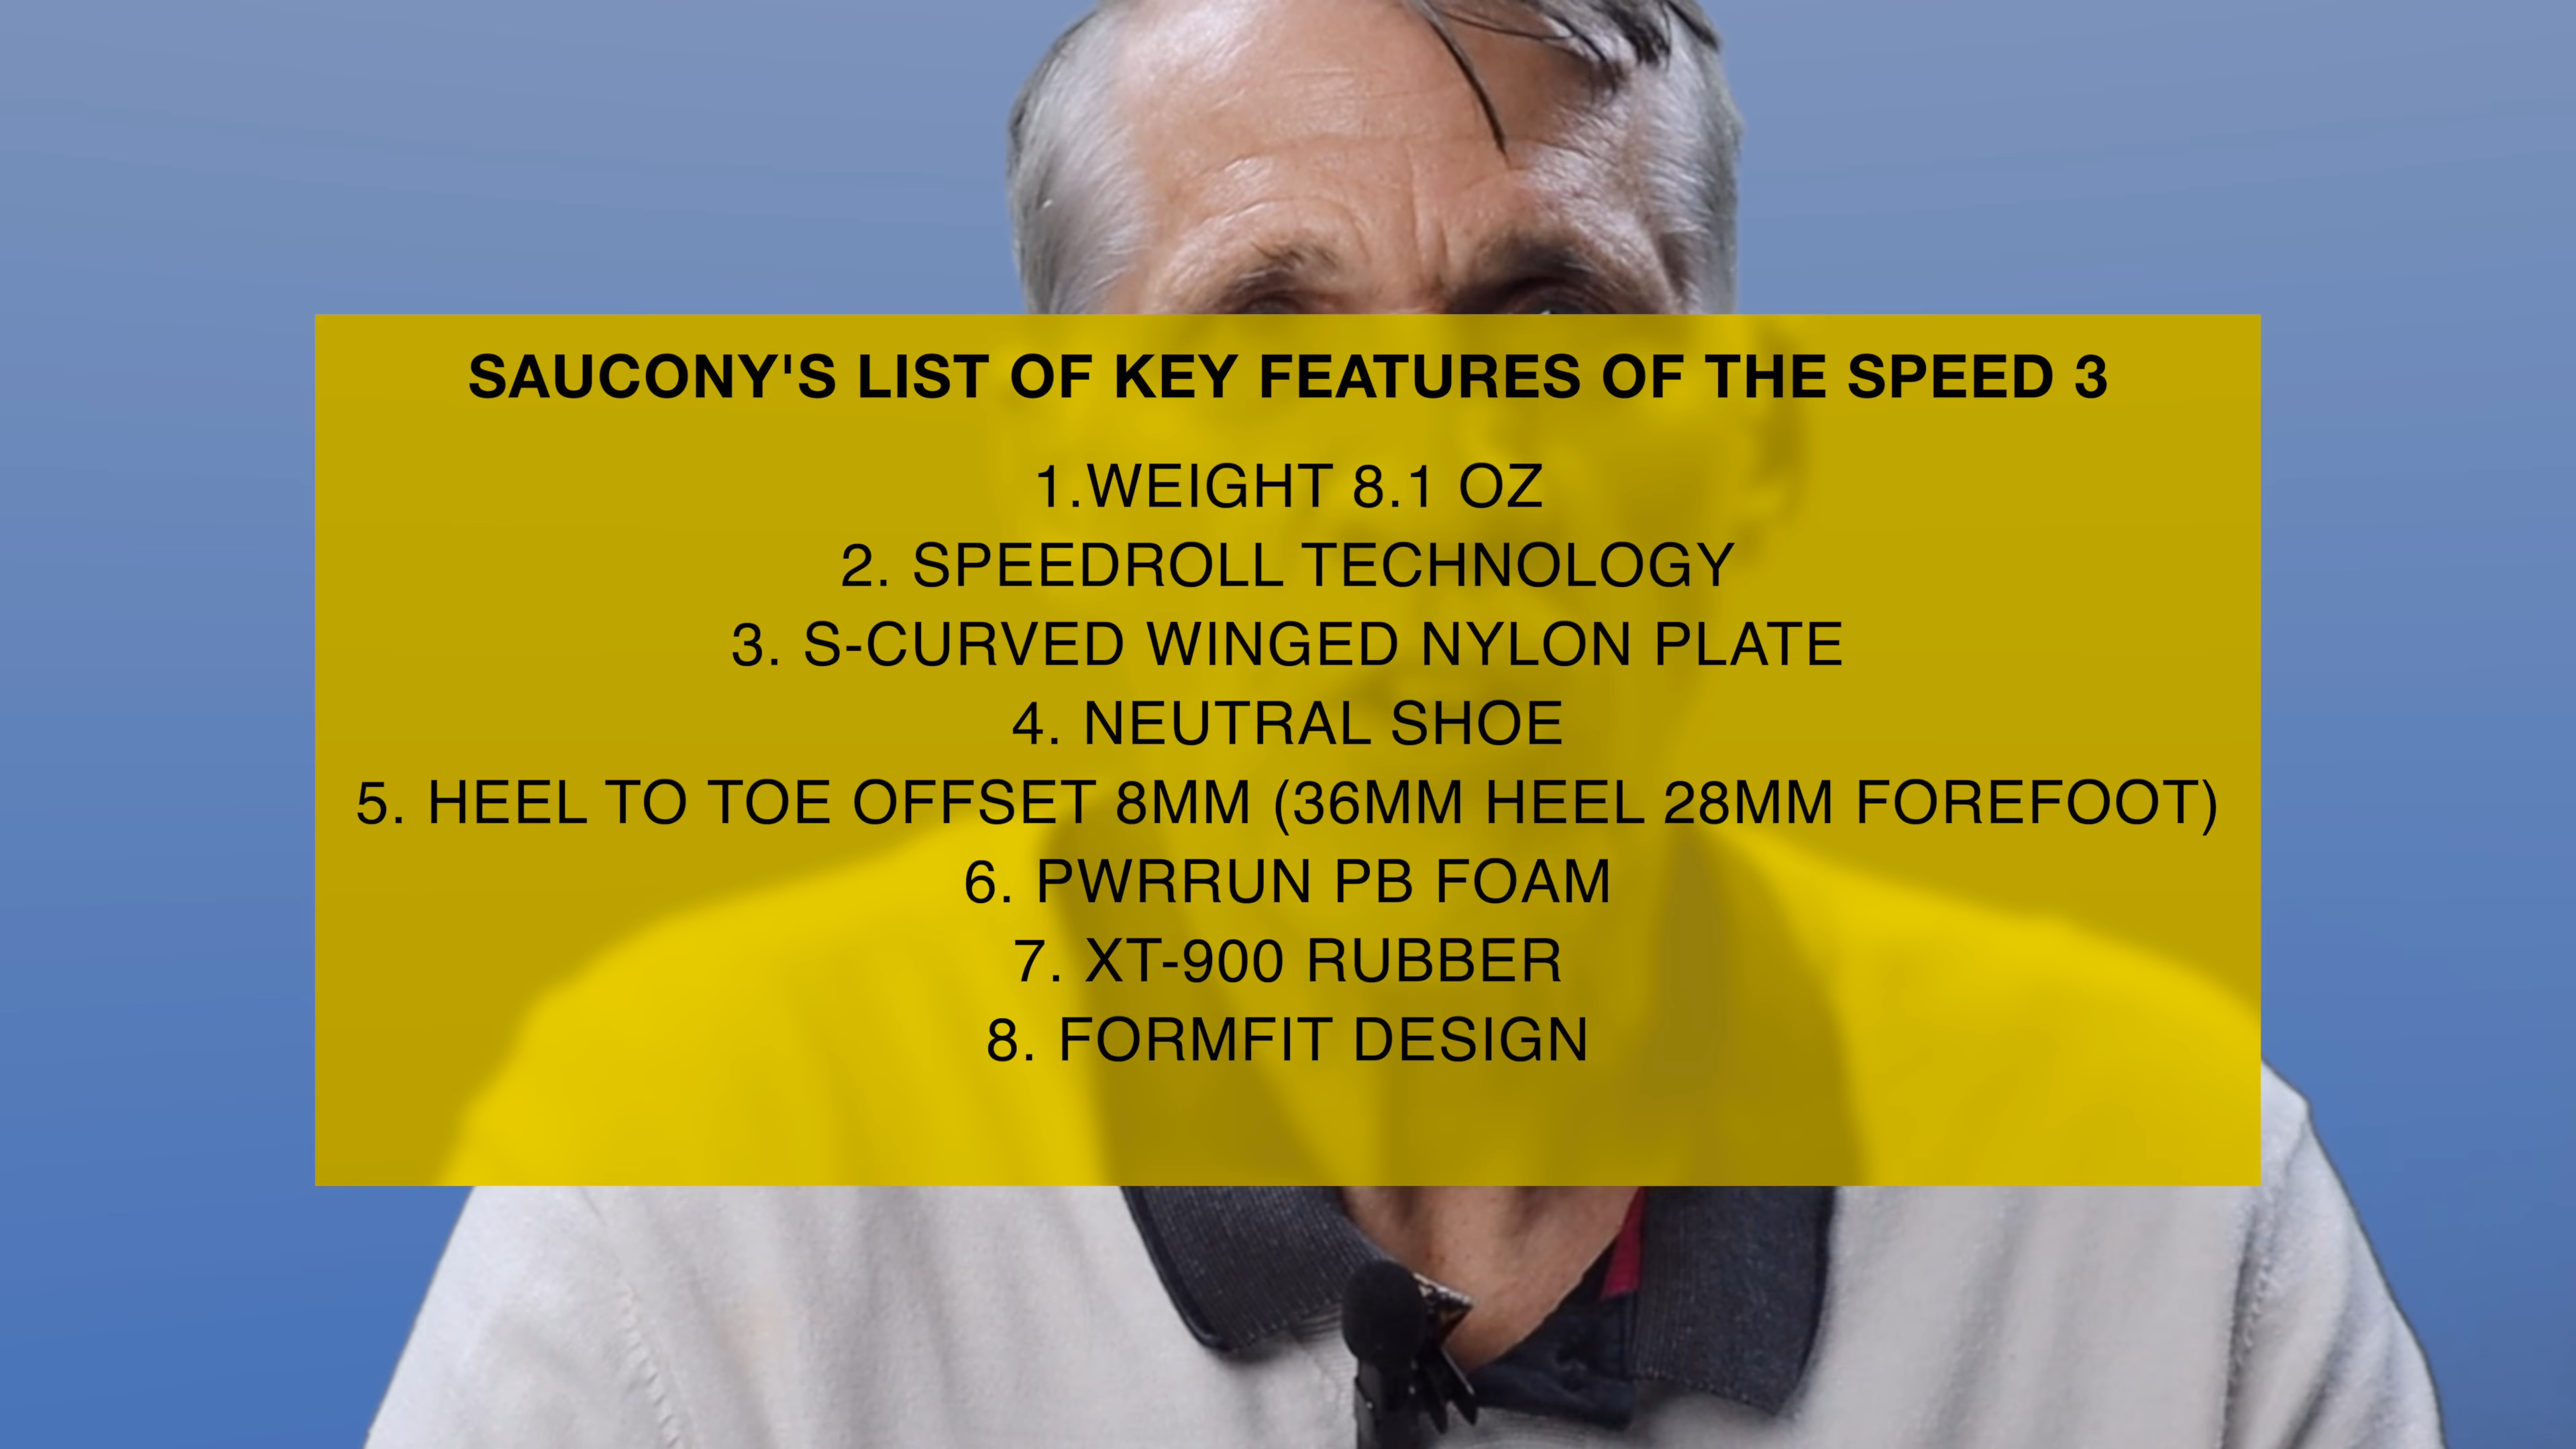 SAUCONY'S LIST OF KEY FEATURES OF THE SPEED 3
1.WEIGHT 8.1 OZ
2. SPEEDROLL TECHNOLOGY
3. S-CURVED WINGED NYLON PLATE
4. NEUTRAL SHOE
5. HEEL TO TOE OFFSET 8MM (36MM HEEL 28MM FOREFOOT)
6. PWRRUN PB FOAM
7. XT-900 RUBBER
8. FORMFIT DESIGN